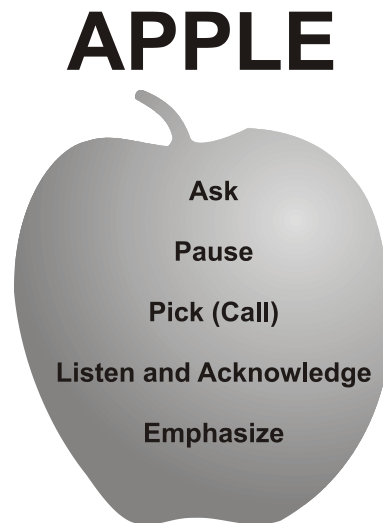 APPLE
Ask
Pause
Pick (Call)
Listen and Acknowledge
Emphasize